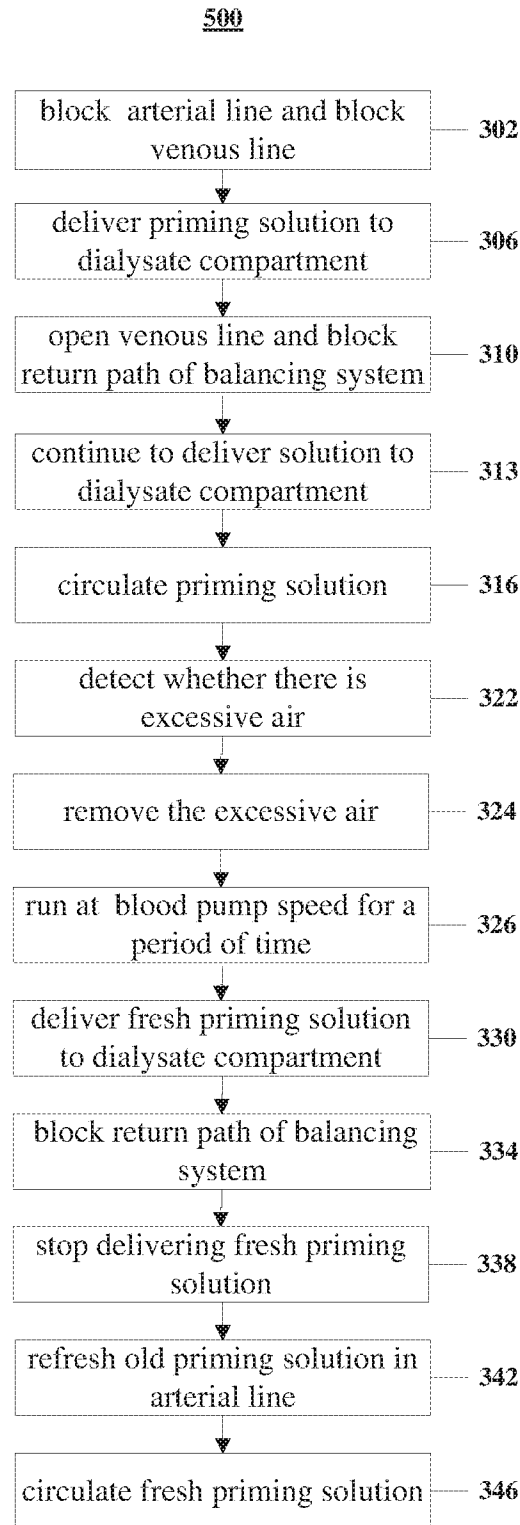 500
block arterial line and block
venous line
302
deliver priming solution to
dialysate compartment
306
open venous line and block
return path of balancing system
310
continue to deliver solution to
dialysate compartment
313
circulate priming solution
316
detect whether there is
excessive air
322
remove the excessive air
324
run at blood pump speed for a
period of time
326
deliver fresh priming solution
to dialysate compartment
330
block return path of balancing
system
334
stop delivering fresh priming
solution
338
refresh old priming solution in
arterial line
342
circulate fresh priming solution
346